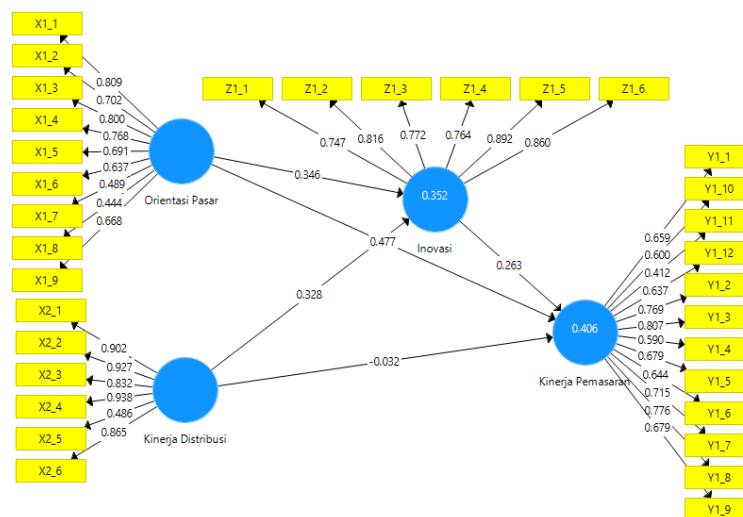 X1_1
X1_2
X1_3
X1_4
X1_5
X1_6
X1_7
X1_8
X1_9
0.809
0.702
0.800
0.768
0.691
0.637
0.489
0.444
0.668
Orientasi Pasar
X2_1
X2_2
X2_3
X2_4
X2_5
X2_6
0.902
0.927
0.832
0.938
0.486
0.865
Kinerja Distribusi
Z1_1
Z1_2
Z1_3
Z1_4
Z1_5
Z1_6
0.747
0.816
0.772
0.764
0.892
0.860
0.352
Inovasi
0.346
0.477
0.328
0.263
-0.032
0.406
Kinerja Pemasaran
0.659
0.600
0.412
0.637
0.769
0.807
0.590
0.679
0.644
0.715
0.776
0.679
Y1_1
Y1_10
Y1_11
Y1_12
Y1_2
Y1_3
Y1_4
Y1_5
Y1_6
Y1_7
Y1_8
Y1_9